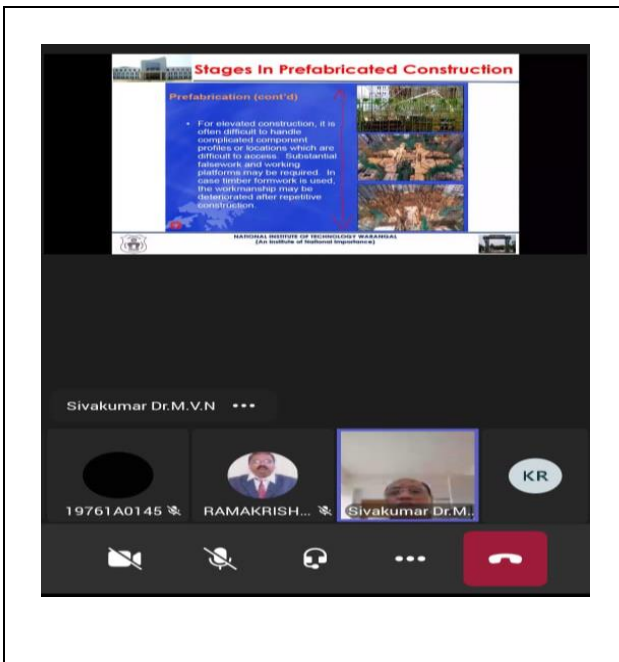 Stages In Prefabricated Construction
Prefabrication (cont'd)
• For elevated construction, it is
often difficult to handle
complicated component
profiles or locations which are
difficult to access. Substantial
falsework and working
platforms may be required. In
case timber formwork is used,
the workmanship may be
deteriorated after repetitive
construction.
NATIONAL INSTITUTE OF TECHNOLOGY WARANGAL
(An Institute of National Importance)
Sivakumar Dr.M.V.N •••
19761A0145
RAMAKRISH...
Sivakumar Dr.M..
KR